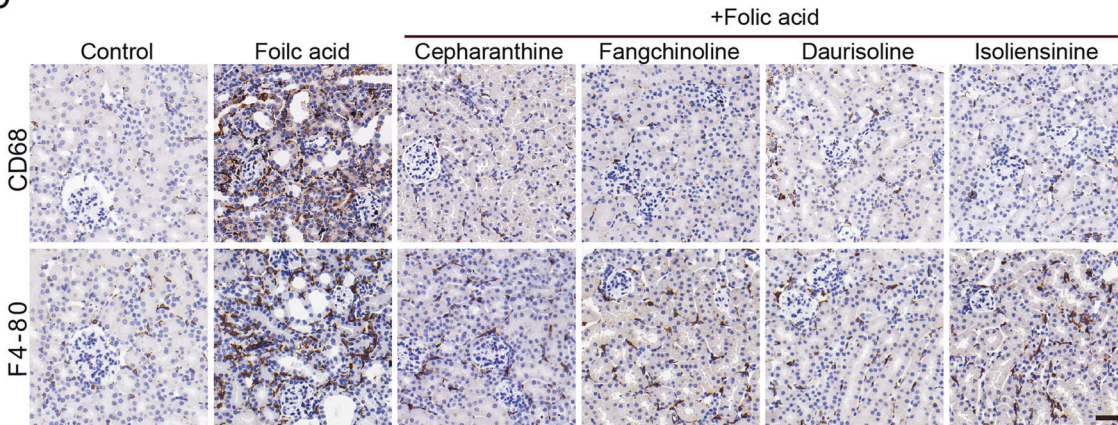 +Folic acid
Control Foilc acid Cepharanthine Fangchinoline Daurisoline Isoliensinine
CD68
F4-80